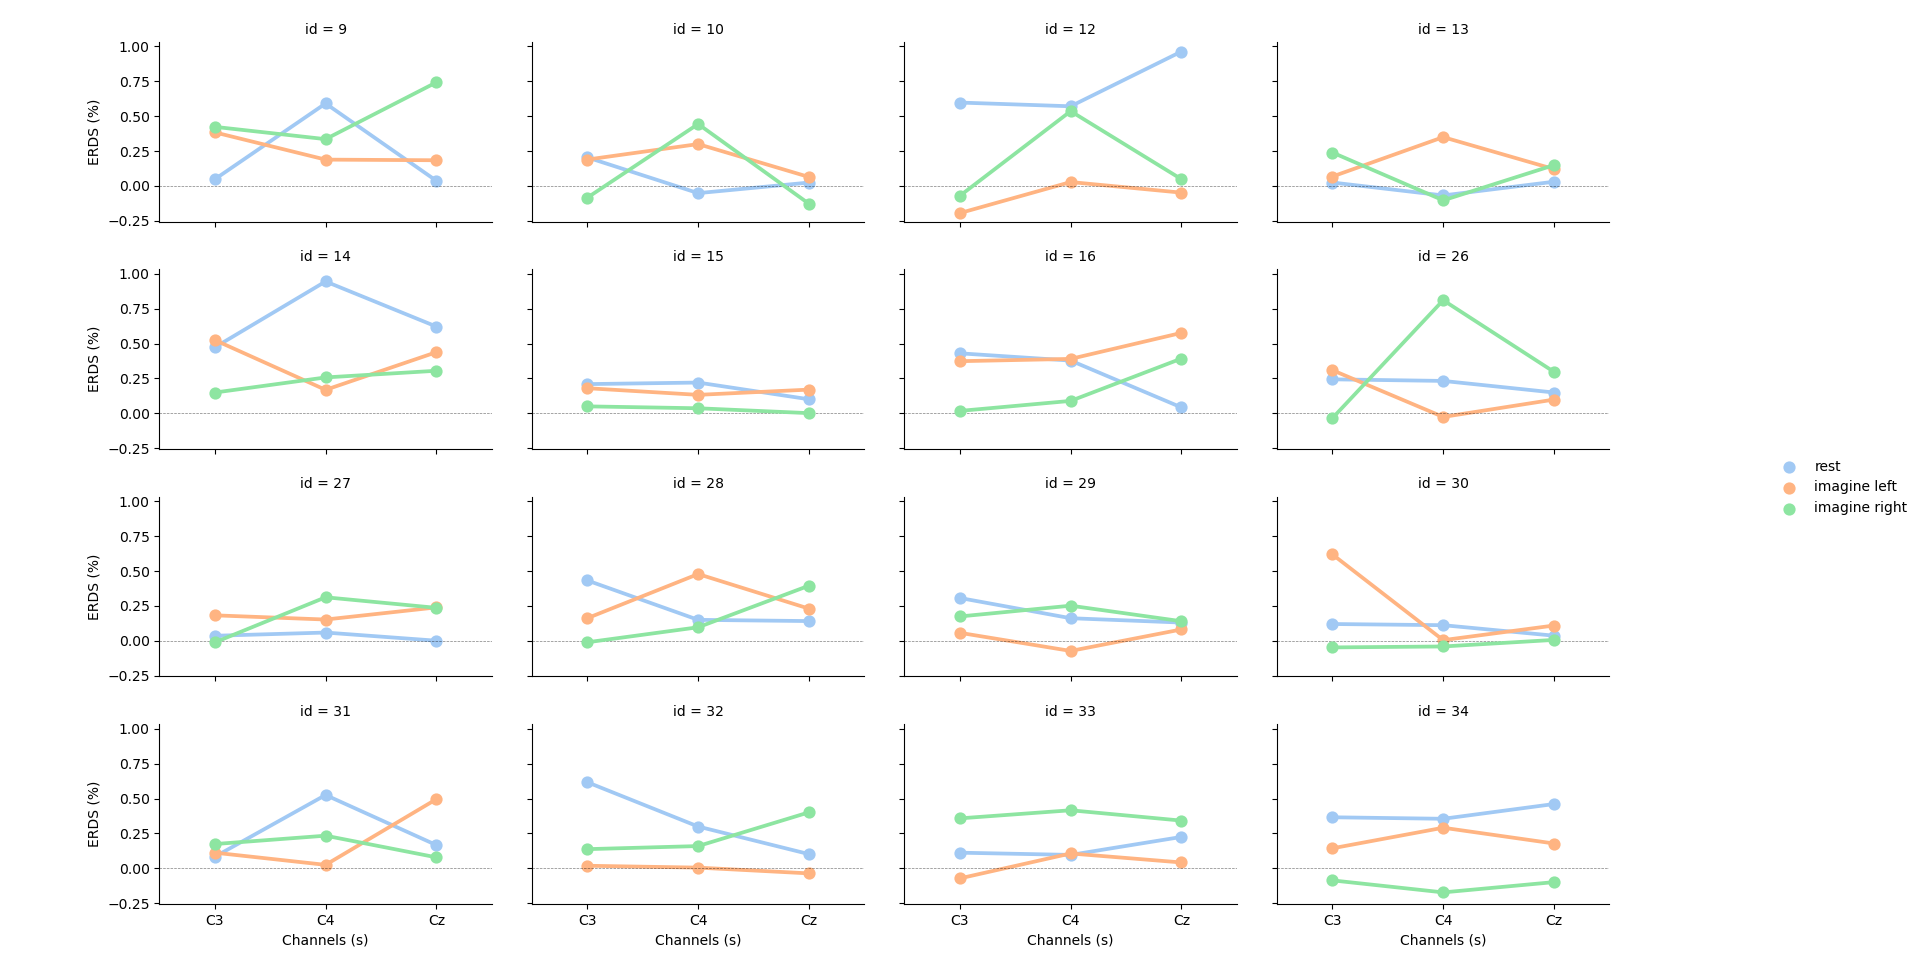 id = 9
id = 10
id = 12
id = 13
ERDS (%)
1.00
0.75
0.50
0.25
0.00
−0.25
id = 14
id = 15
id = 16
id = 26
ERDS (%)
1.00
0.75
0.50
0.25
0.00
−0.25
rest
imagine left
imagine right
id = 27
id = 28
id = 29
id = 30
ERDS (%)
1.00
0.75
0.50
0.25
0.00
−0.25
id = 31
id = 32
id = 33
id = 34
ERDS (%)
1.00
0.75
0.50
0.25
0.00
−0.25
C3 C4 Cz
Channels (s)
C3 C4 Cz
Channels (s)
C3 C4 Cz
Channels (s)
C3 C4 Cz
Channels (s)